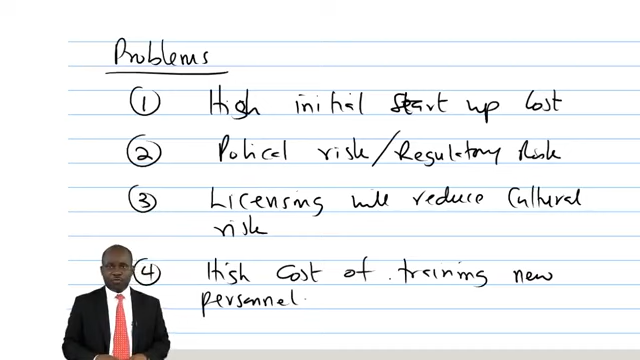 Problems
① High initial start up cost
② Polical risk/Regulatory Risk
③ Licensing will reduce Cultural
risk
④ High Cost of training new
personnel.